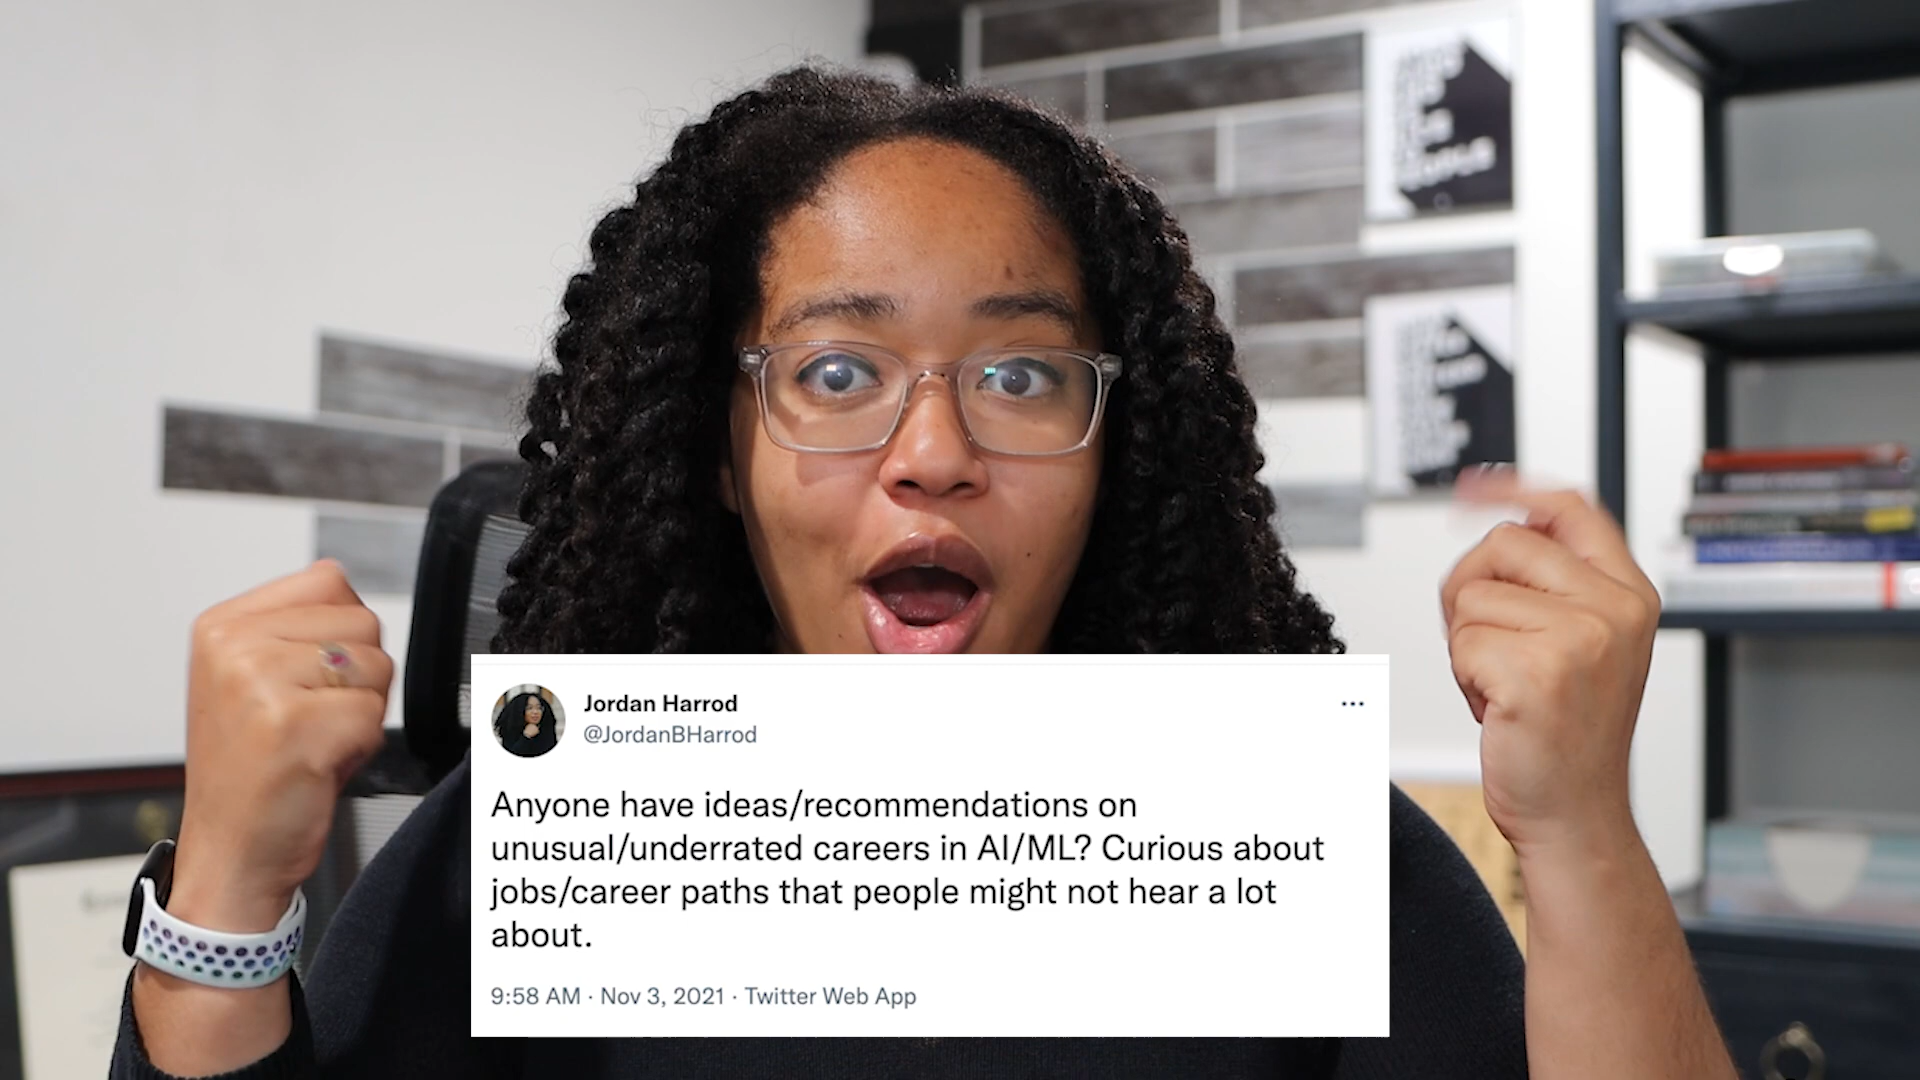 Jordan Harrod
@JordanBHarrod
Anyone have ideas/recommendations on
unusual/underrated careers in AI/ML? Curious about
jobs/career paths that people might not hear a lot
about.
9:58 AM · Nov 3, 2021 · Twitter Web App